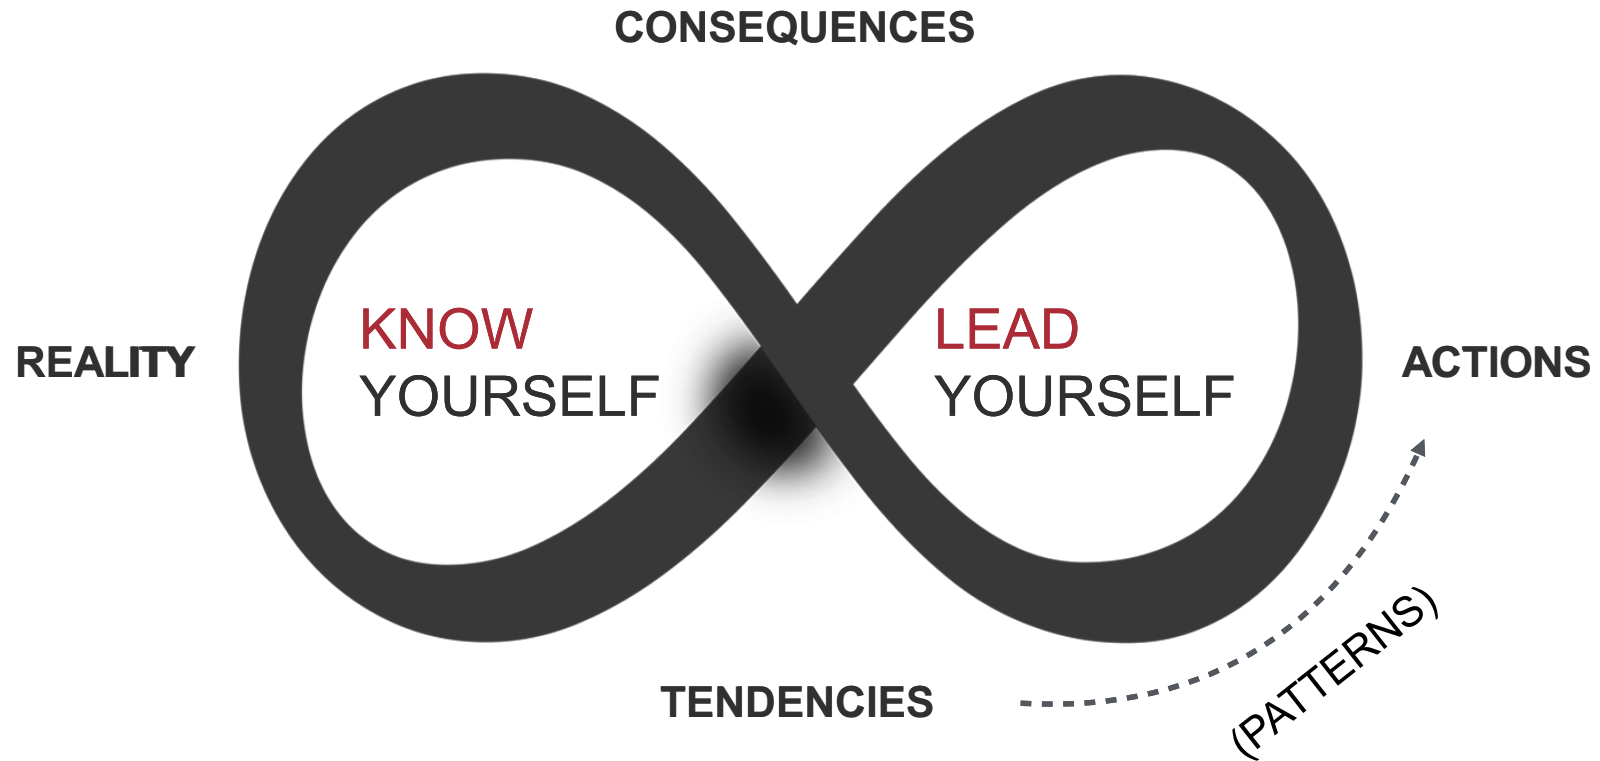 CONSEQUENCES
KNOW
YOURSELF
LEAD
YOURSELF
REALITY
ACTIONS
TENDENCIES
(PATTERNS)